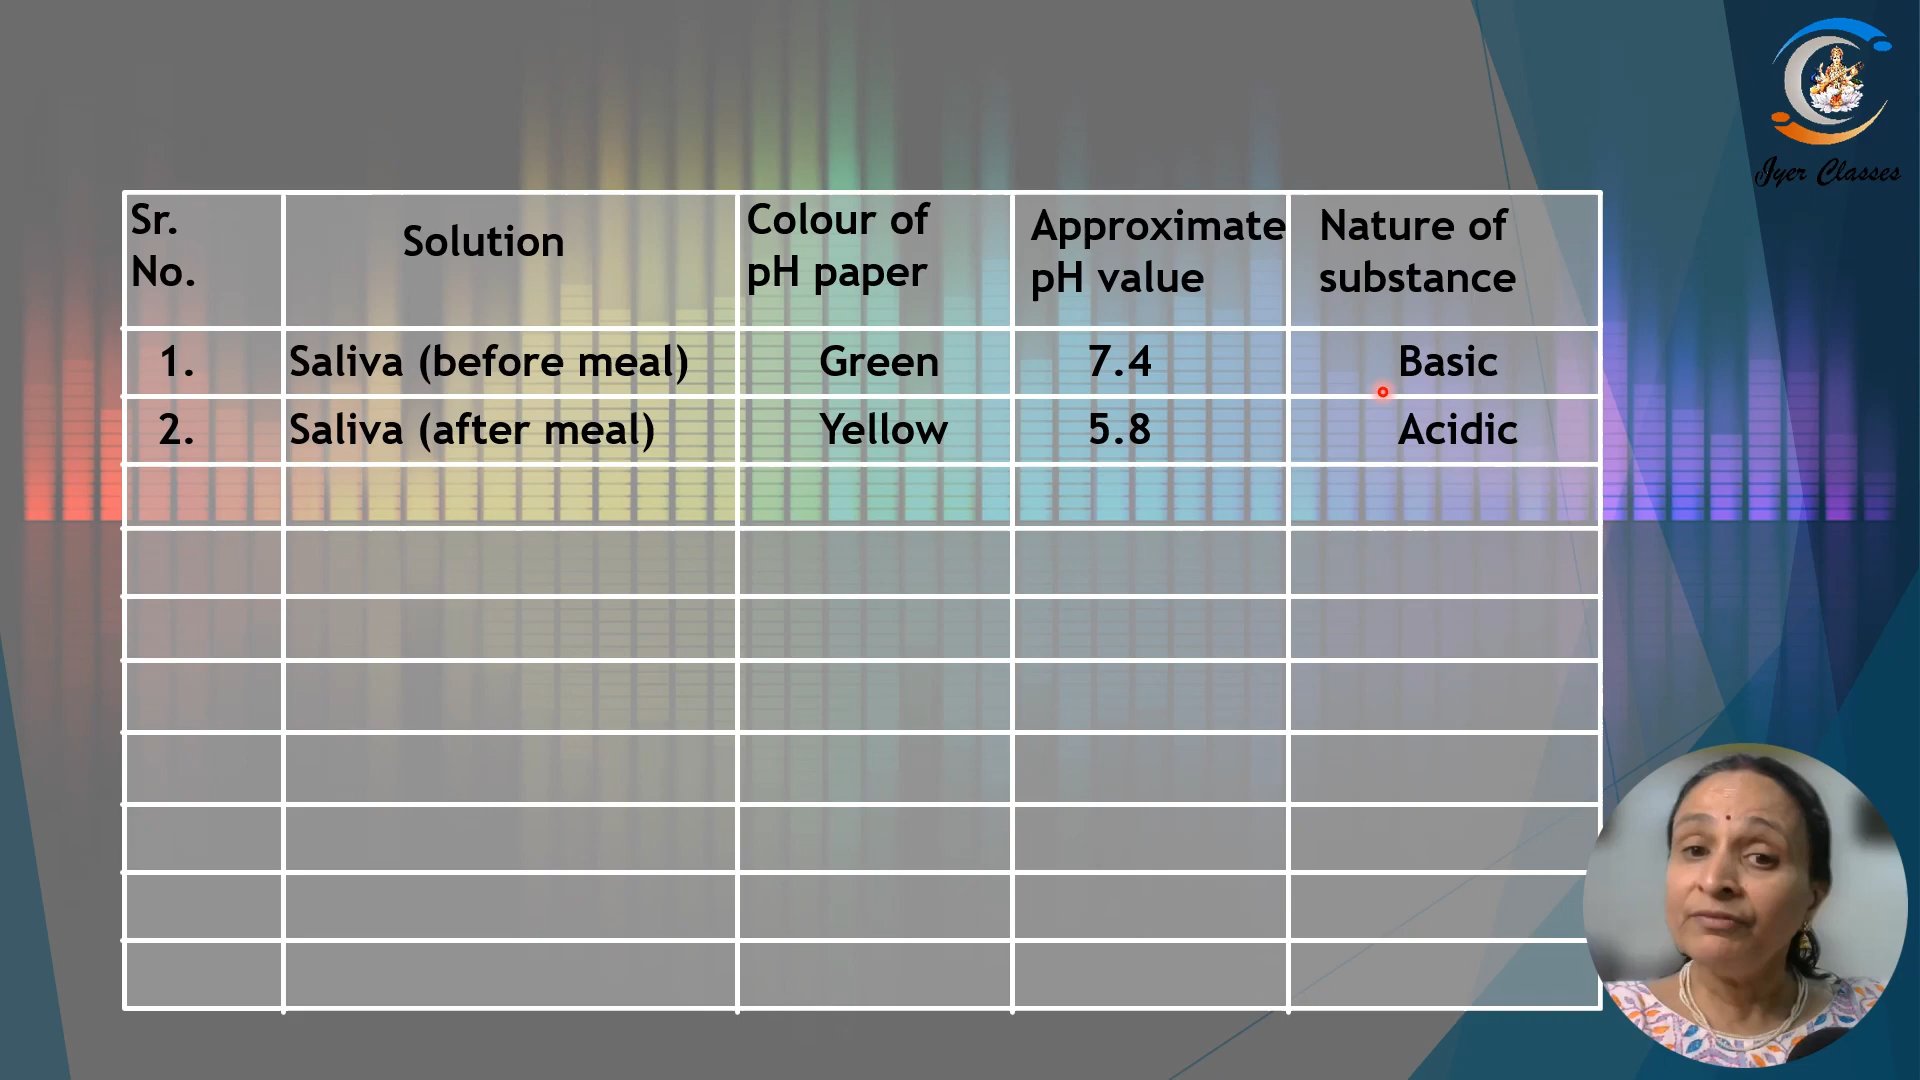 Iyer Classes
Sr.
No.
Solution
Colour of
pH paper
Approximate
pH value
Nature of
substance
1.
Saliva (before meal)
Green
7.4
Basic
2.
Saliva (after meal)
Yellow
5.8
Acidic